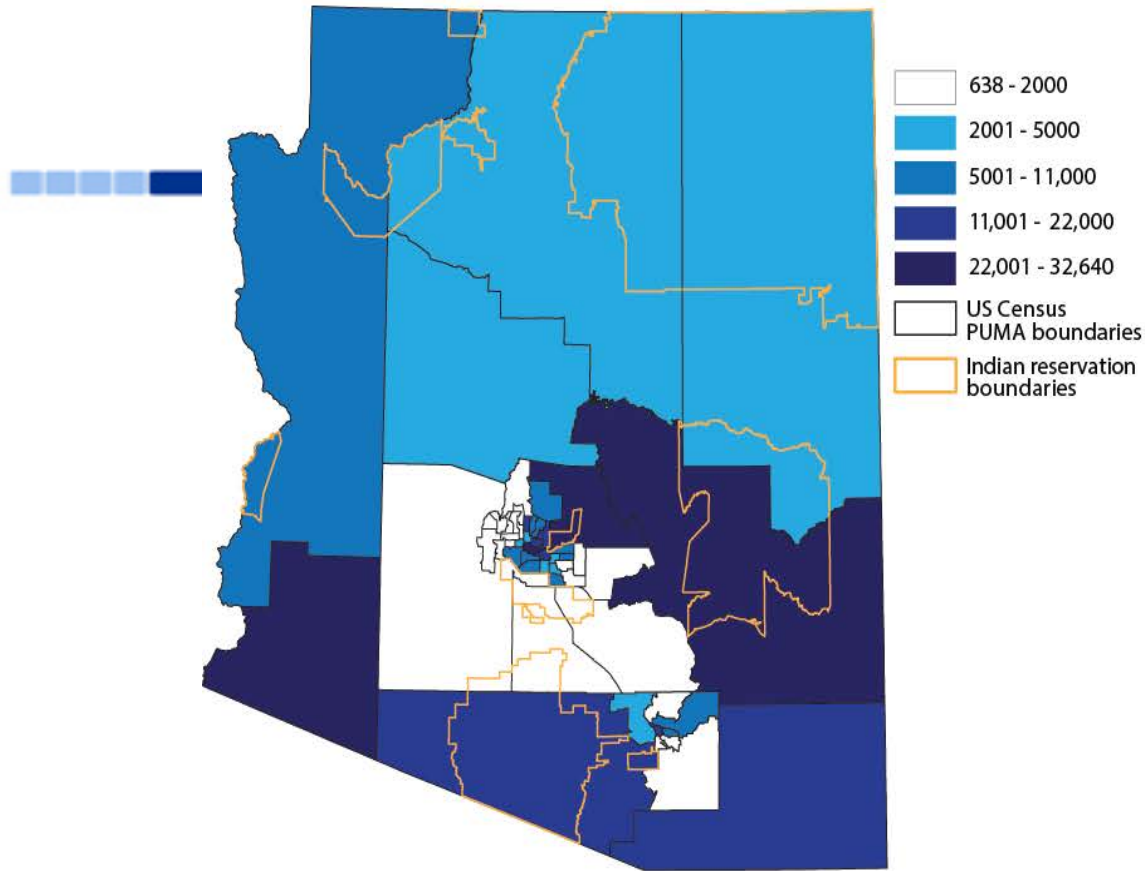 638 - 2000
2001 - 5000
5001 - 11,000
11,001 - 22,000
22,001 - 32,640
US Census
PUMA boundaries
Indian reservation
boundaries